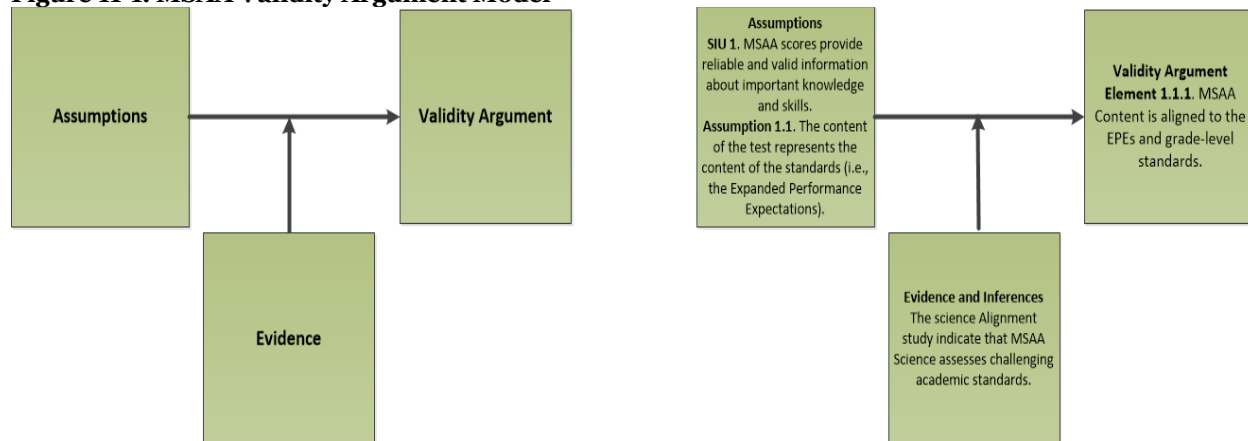 MSAA Validity Argument Model
Assumptions
Validity Argument
Evidence
Assumptions
SIU 1. MSAA scores provide
reliable and valid information
about important knowledge
and skills.
Assumption 1.1. The content
of the test represents the
content of the standards (i.e.,
the Expanded Performance
Expectations).
Validity Argument
Element 1.1.1. MSAA
Content is aligned to the
EPEs and grade-level
standards.
Evidence and Inferences
The science Alignment
study indicate that MSAA
Science assesses challenging
academic standards.